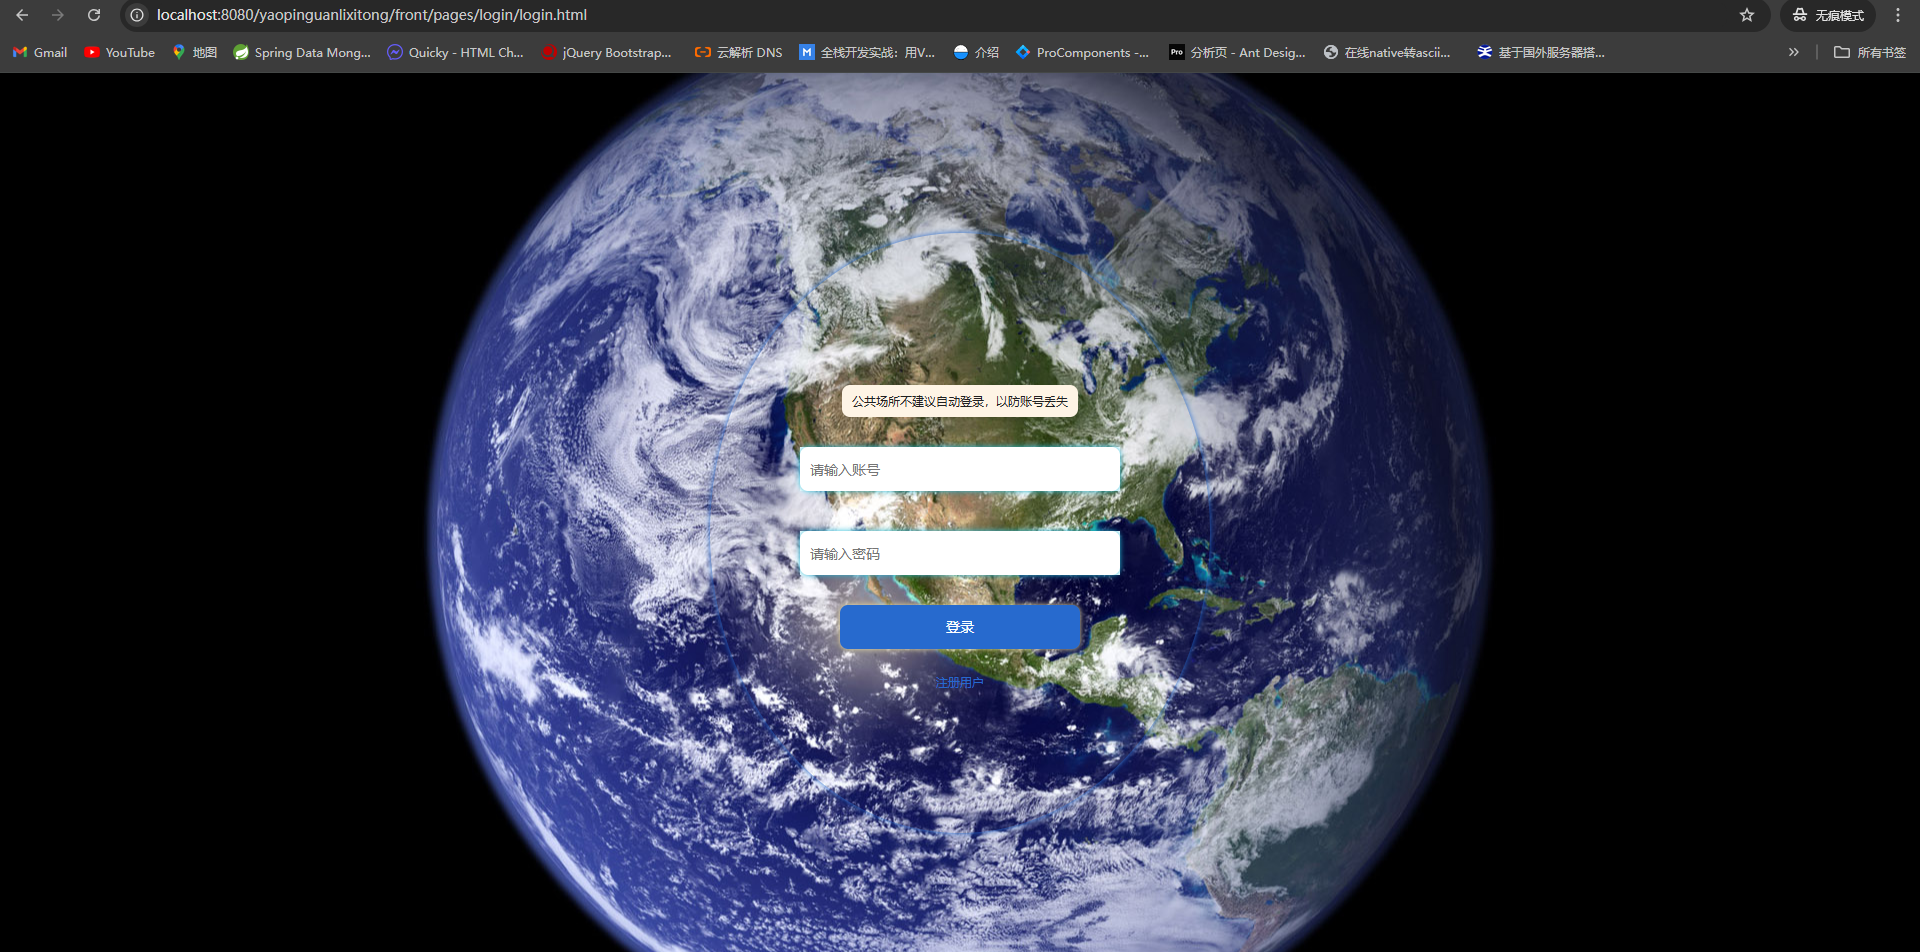 localhost:8080/yaopinguanlixitong/front/pages/login/login.html
无痕模式
Gmail
YouTube
地图
Spring Data Mong...
Quicky - HTML Ch...
jQuery Bootstrap...
云解析 DNS
全栈开发实战：用V...
介绍
ProComponents -...
Pro
分析页 - Ant Desig...
在线native转ascii...
基于国外服务器搭...
所有书签
公共场所不建议自动登录，以防账号丢失
请输入账号
请输入密码
登录
注册用户